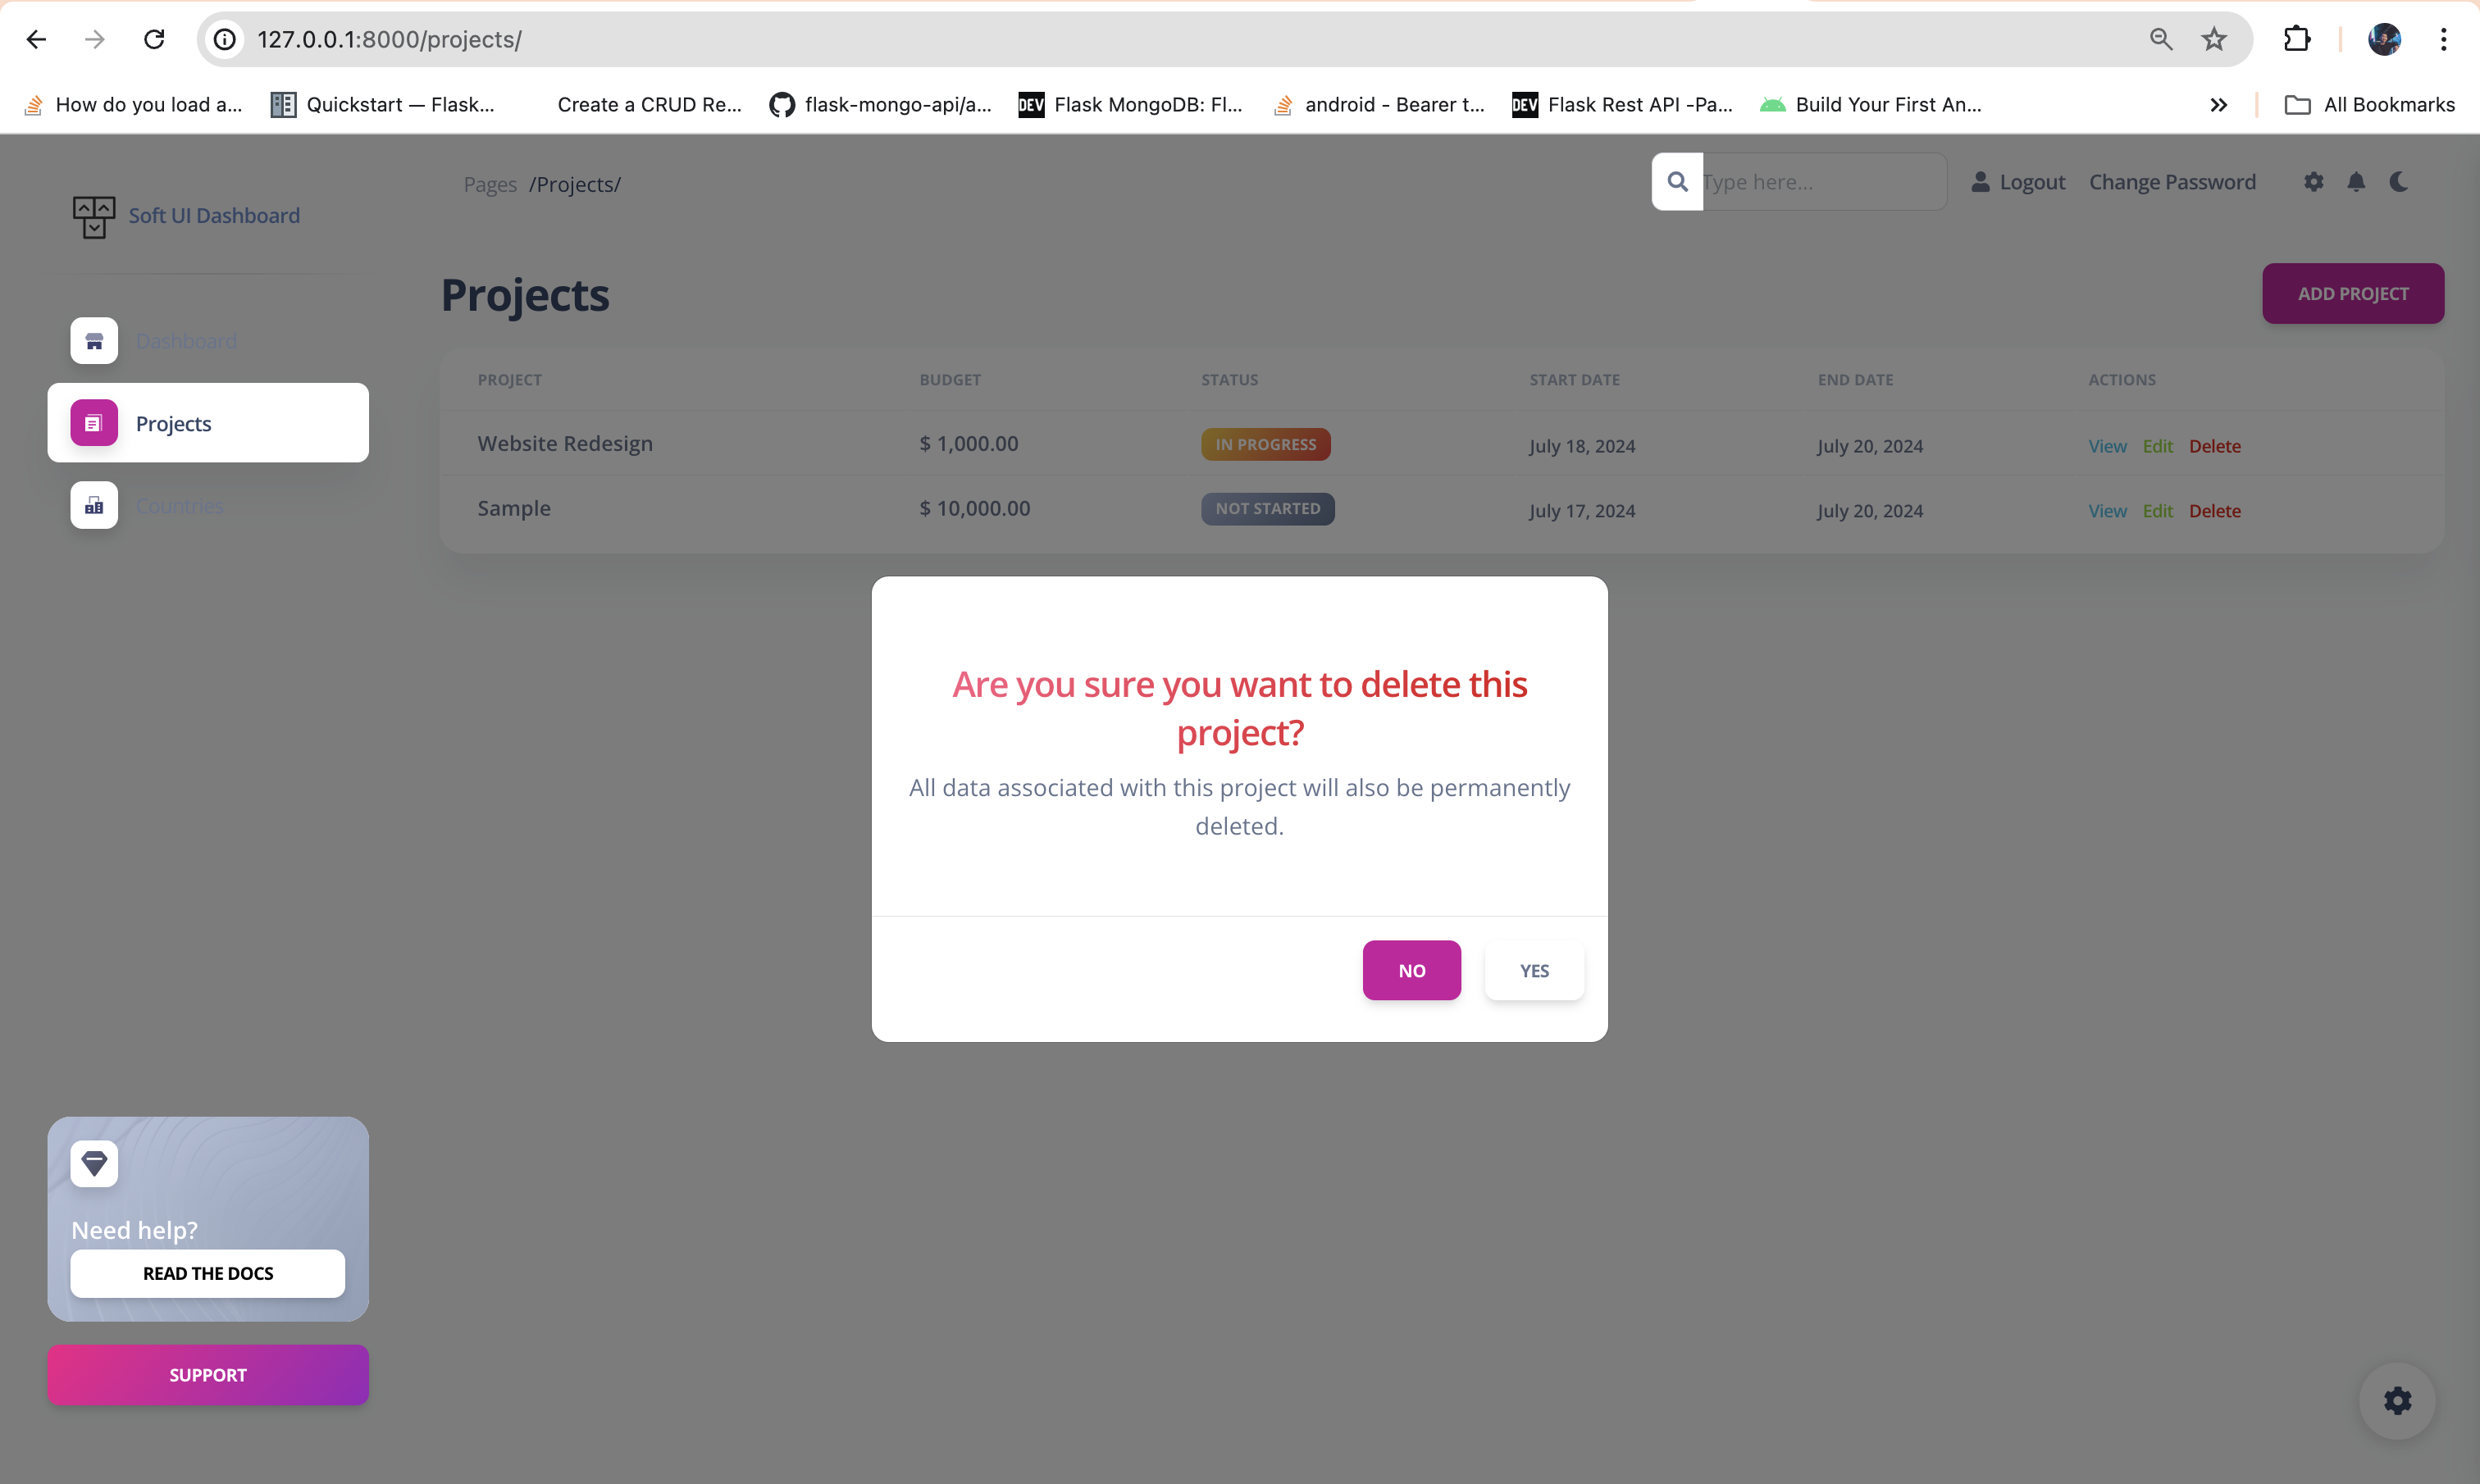 127.0.0.1:8000/projects/
How do you load a...
Quickstart — Flask...
Create a CRUD Re...
flask-mongo-api/a...
DEV Flask MongoDB: Fl...
android - Bearer t...
DEV Flask Rest API -Pa...
Build Your First An...
All Bookmarks
Soft UI Dashboard
Pages /Projects/
Type here...
Logout
Change Password
Projects
ADD PROJECT
Dashboard
Projects
Countries
PROJECT BUDGET STATUS START DATE END DATE ACTIONS
Website Redesign $ 1,000.00 IN PROGRESS July 18, 2024 July 20, 2024 View Edit Delete
Sample $ 10,000.00 NOT STARTED July 17, 2024 July 20, 2024 View Edit Delete
Are you sure you want to delete this
project?
All data associated with this project will also be permanently
deleted.
NO YES
Need help?
READ THE DOCS
SUPPORT